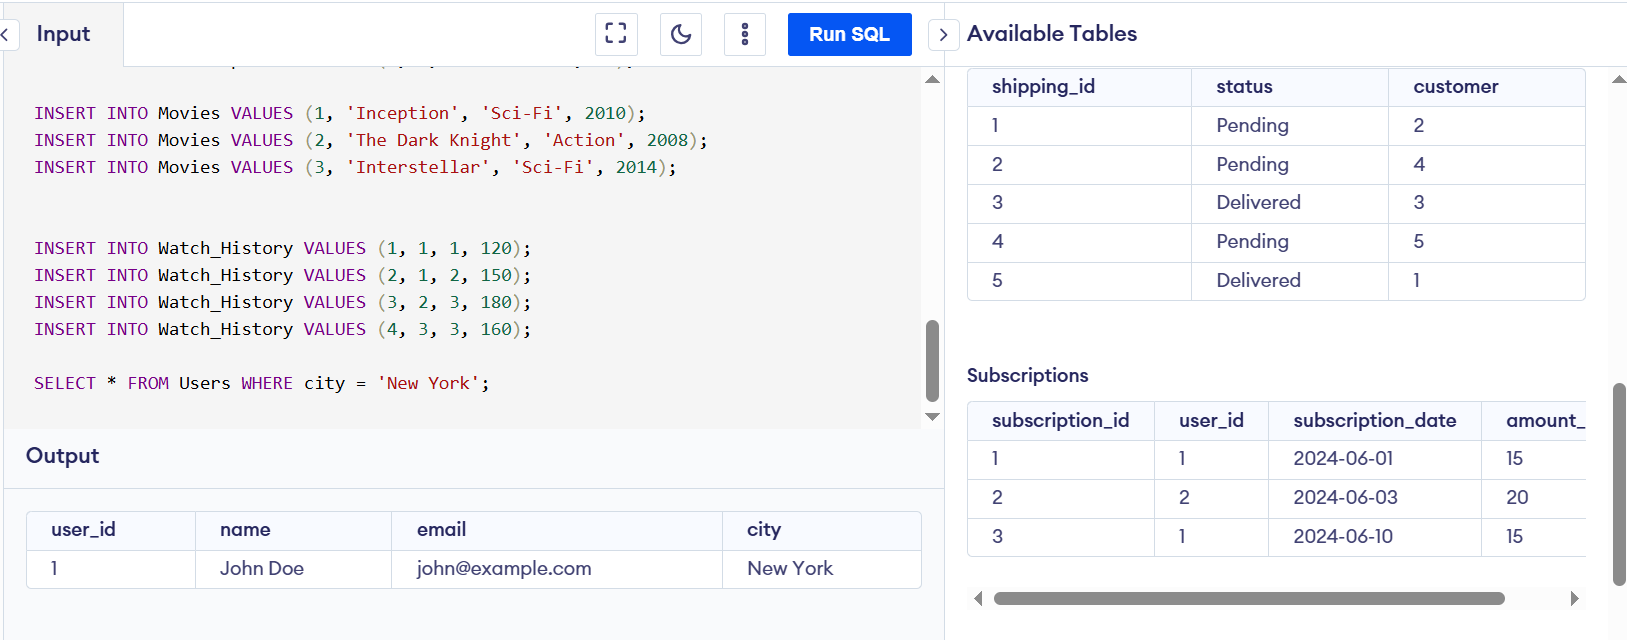 Input
Run SQL
INSERT INTO Movies VALUES (1, 'Inception', 'Sci-Fi', 2010);
INSERT INTO Movies VALUES (2, 'The Dark Knight', 'Action', 2008);
INSERT INTO Movies VALUES (3, 'Interstellar', 'Sci-Fi', 2014);
INSERT INTO Watch_History VALUES (1, 1, 1, 120);
INSERT INTO Watch_History VALUES (2, 1, 2, 150);
INSERT INTO Watch_History VALUES (3, 2, 3, 180);
INSERT INTO Watch_History VALUES (4, 3, 3, 160);
SELECT * FROM Users WHERE city = 'New York';
Output
user_id name email city
1 John Doe john@example.com New York
Available Tables
shipping_id status customer
1 Pending 2
2 Pending 4
3 Delivered 3
4 Pending 5
5 Delivered 1
Subscriptions
subscription_id user_id subscription_date amount_
1 1 2024-06-01 15
2 2 2024-06-03 20
3 1 2024-06-10 15